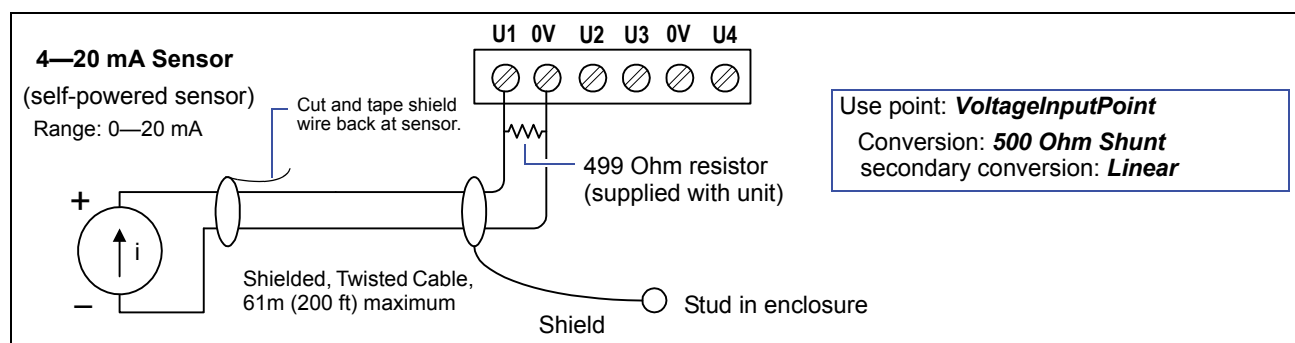 U1 0V U2 U3 0V U4
4—20 mA Sensor
(self-powered sensor)
Range: 0—20 mA
Cut and tape shield
wire back at sensor.
Use point: VoltageInputPoint
Conversion: 500 Ohm Shunt
secondary conversion: Linear
499 Ohm resistor
(supplied with unit)
+
i
–
Shielded, Twisted Cable,
61m (200 ft) maximum
Shield
Stud in enclosure